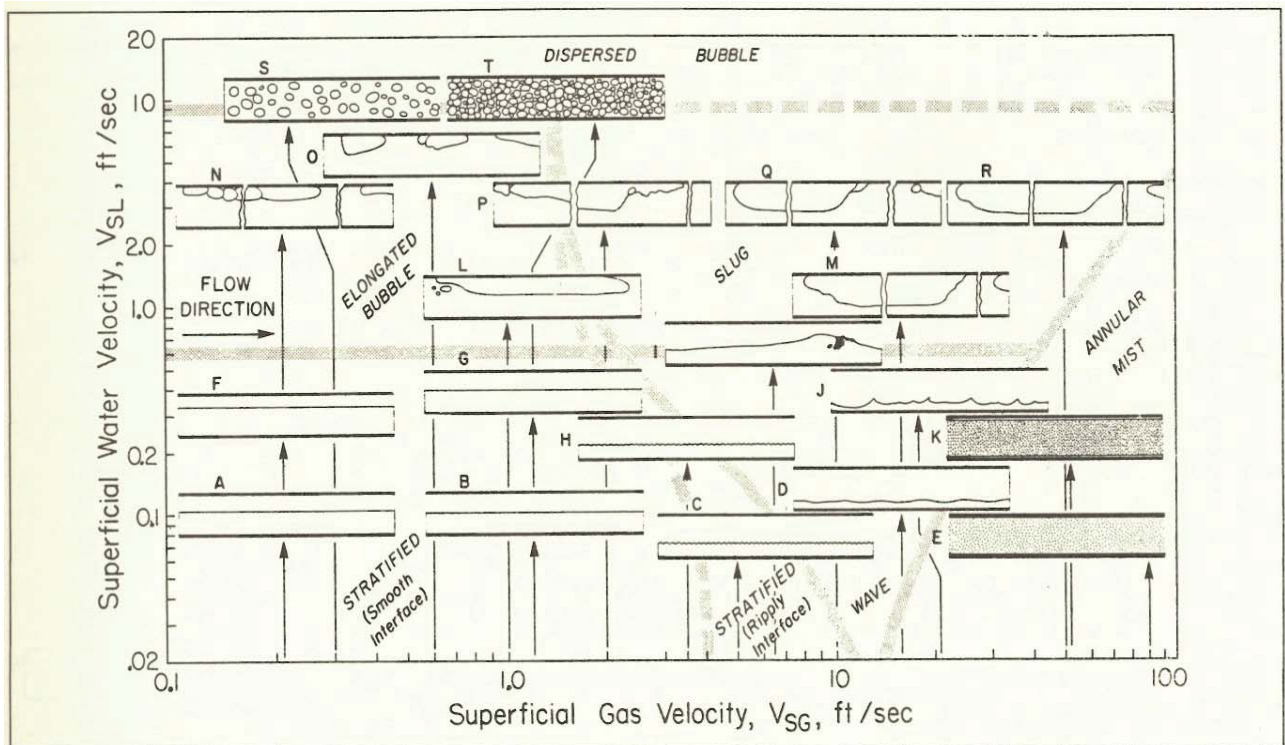 20
10
2.0
1.0
0.2
0.1
.02
Superficial Water Velocity, VSL, ft/sec
S
T
DISPERSED BUBBLE
O
N
P
Q
R
ELONGATED
BUBBLE
SLUG
FLOW
DIRECTION
L
M
ANNULAR
MIST
I
G
F
J
H
K
A
B
C
D
E
STRATIFIED
(Smooth
Interface)
STRATIFIED
(Ripply
Interface)
WAVE
0.1
1.0
10
100
Superficial Gas Velocity, VSG, ft/sec